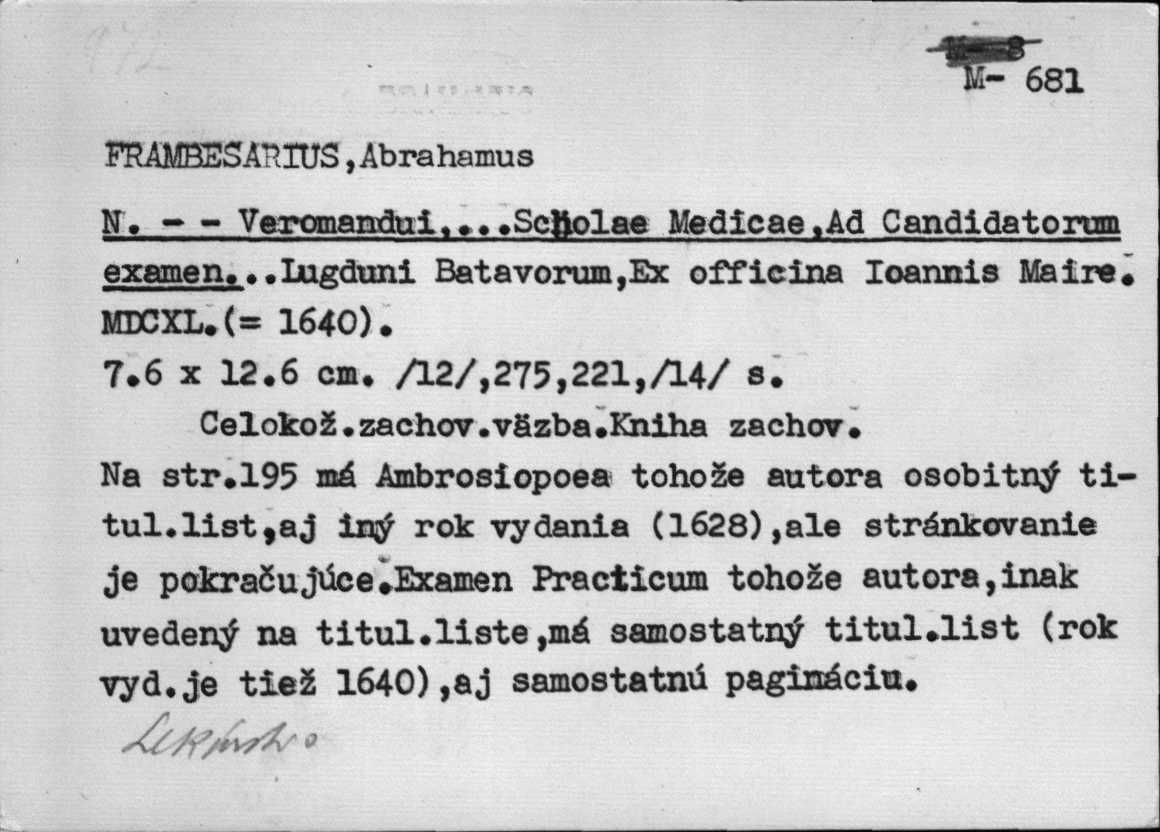 M- 681
FRAMBESARIUS,Abrahamus
N. - - Veromandui,...Scholae Medicae,Ad Candidatorum
examen...Lugduni Batavorum,Ex officina Ioannis Maire.
MDCXL.(= 1640).
7.6 x 12.6 cm. /12/,275,221,/14/ s.
Celokož.zachov.väzba.Kniha zachov.
Na str.195 má Ambrosiopoea tohože autora osobitný ti-
tul.list,aj iný rok vydania (1628),ale stránkovanie
je pokračujúce.Examen Practicum tohože autora,inak
uvedený na titul.liste,má samostatný titul.list (rok
vyd.je tiež 1640),aj samostatnú pagináciu.
Lekárstvo